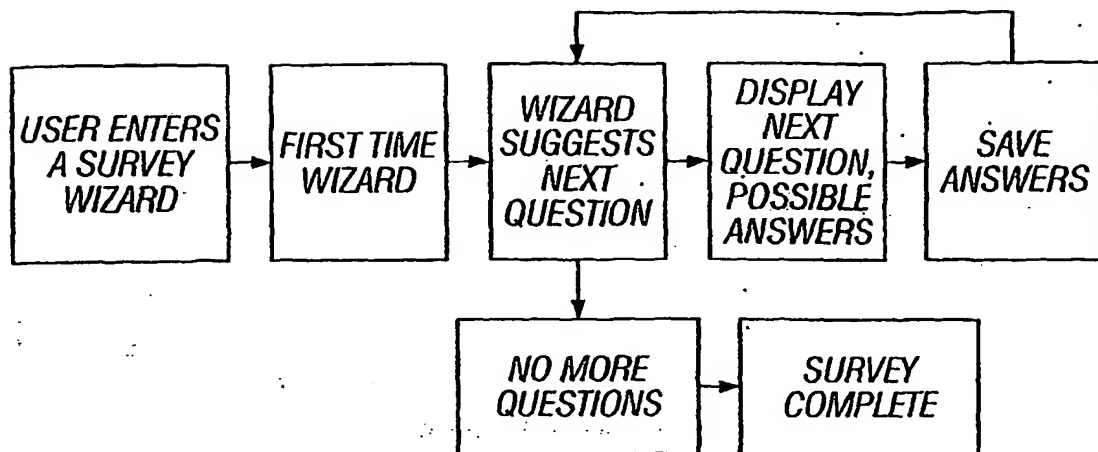 USER ENTERS
A SURVEY
WIZARD
FIRST TIME
WIZARD
WIZARD
SUGGESTS
NEXT
QUESTION
DISPLAY
NEXT
QUESTION,
POSSIBLE
ANSWERS
SAVE
ANSWERS
NO MORE
QUESTIONS
SURVEY
COMPLETE